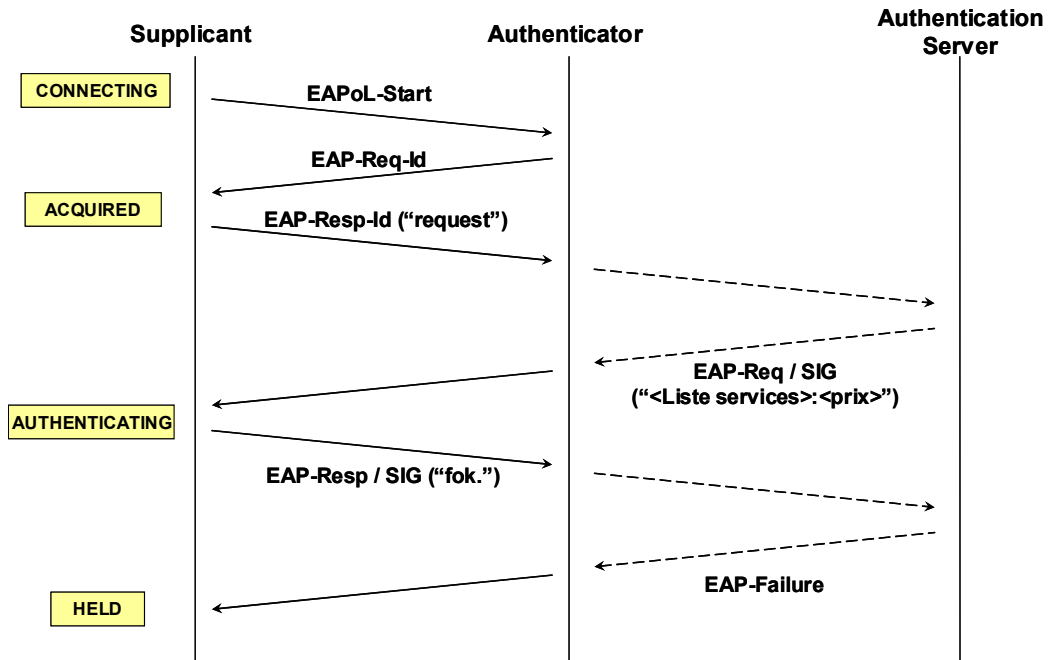 Supplicant
Authenticator
Authentication
Server
CONNECTING
EAPoL-Start
EAP-Req-Id
ACQUIRED
EAP-Resp-Id (“request”)
EAP-Req / SIG
(“<Liste services>:<prix>”)
AUTHENTICATING
EAP-Resp / SIG (“fok.”)
EAP-Failure
HELD